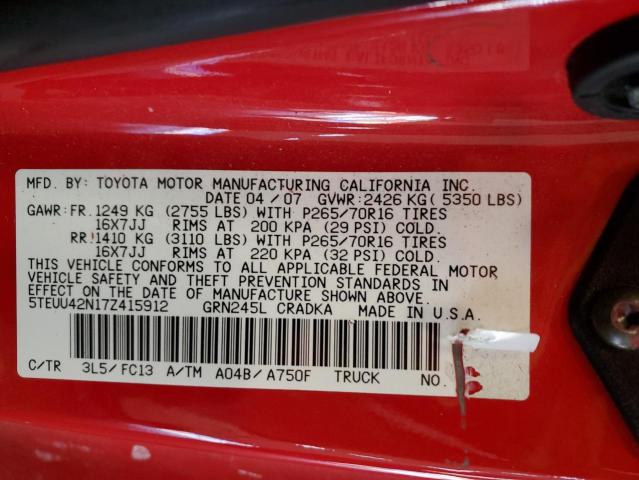 MFD. BY: TOYOTA MOTOR MANUFACTURING CALIFORNIA INC.
DATE 04 / 07 GVWR: 2426 KG( 5350 LBS)
GAWR: FR. 1249 KG (2755 LBS) WITH P265/70R16 TIRES
16X7JJ RIMS AT 200 KPA (29 PSI) COLD.
RR: 1410 KG (3110 LBS) WITH P265/70R16 TIRES
16X7JJ RIMS AT 220 KPA (32 PSI) COLD.
THIS VEHICLE CONFORMS TO ALL APPLICABLE FEDERAL MOTOR
VEHICLE SAFETY AND THEFT PREVENTION STANDARDS IN
EFFECT ON THE DATE OF MANUFACTURE SHOWN ABOVE.
5TEUU42N17Z415912 GRN245L CRADKA MADE IN U.S.A.
C/TR 3L5/FC13 A/TM A04B/A750F TRUCK NO.